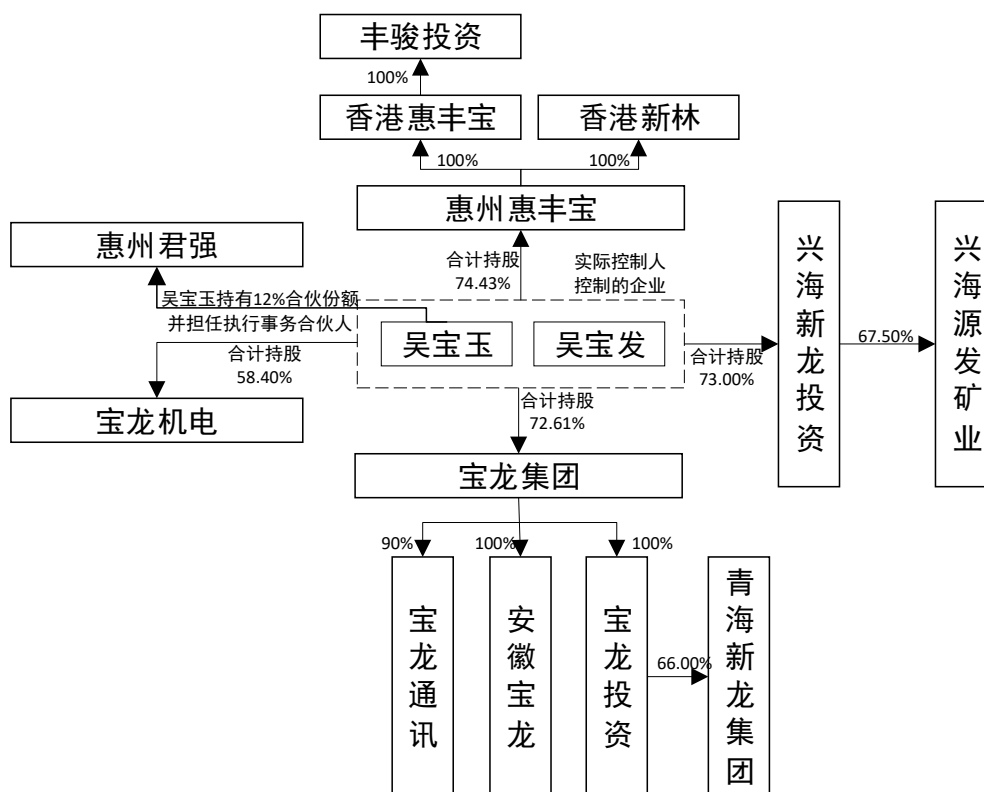 丰骏投资
100%
香港惠丰宝
香港新林
100%
100%
惠州惠丰宝
惠州君强
合计持股
74.43%
实际控制人
控制的企业
吴宝玉持有12%合伙份额
并担任执行事务合伙人
吴宝玉
吴宝发
合计持股
58.40%
合计持股
73.00%
兴海新龙投资
67.50%
兴海源发矿业
宝龙机电
合计持股
72.61%
宝龙集团
90%
100%
100%
宝龙通讯
安徽宝龙
宝龙投资
66.00%
青海新龙集团